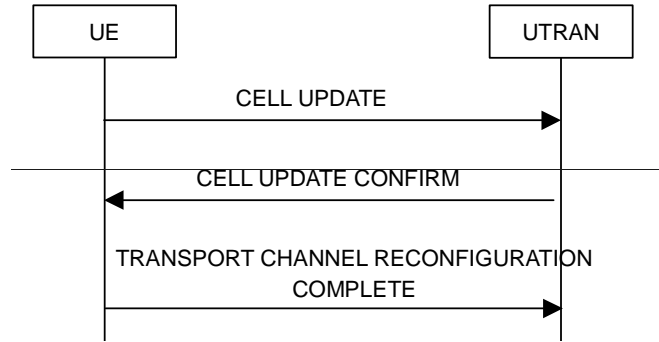 UE
UTRAN
CELL UPDATE
CELL UPDATE CONFIRM
TRANSPORT CHANNEL RECONFIGURATION
COMPLETE